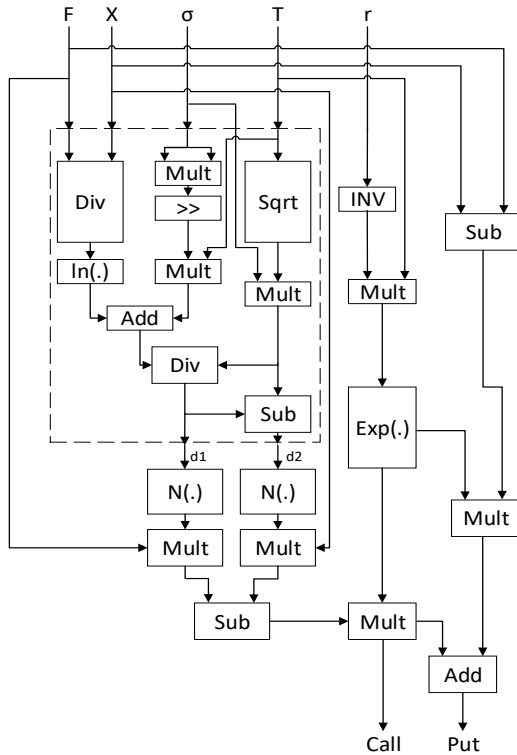 F X σ T r
Mult
Div
Sqrt
>>
INV
Sub
ln(.)
Mult
Mult
Mult
Add
Div
Sub
Exp(.)
d1
d2
N(.)
N(.)
Mult
Mult
Mult
Sub
Mult
Add
Call
Put